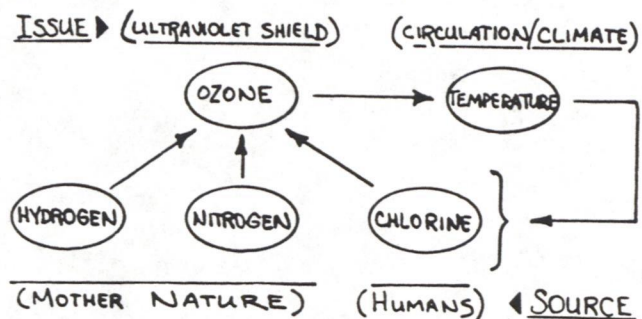 ISSUE ▶ (ULTRAVIOLET SHIELD) (CIRCULATION/CLIMATE)
OZONE TEMPERATURE
HYDROGEN NITROGEN CHLORINE
(MOTHER NATURE) (HUMANS) ◀ SOURCE